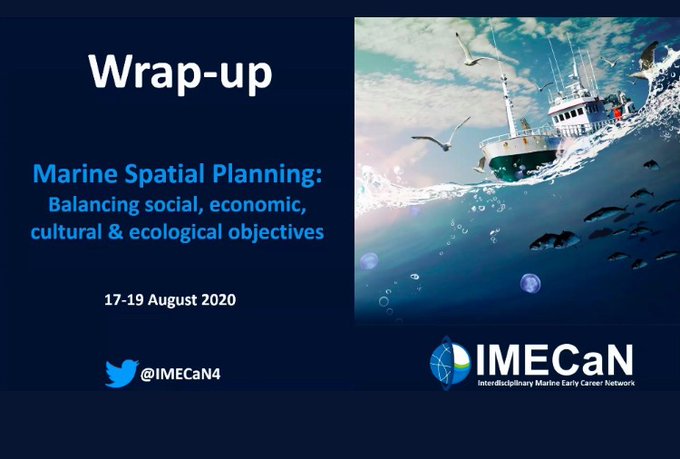 Wrap-up
Marine Spatial Planning:
Balancing social, economic,
cultural & ecological objectives
17-19 August 2020
@IMECaN4
IMECaN
Interdisciplinary Marine Early Career Network